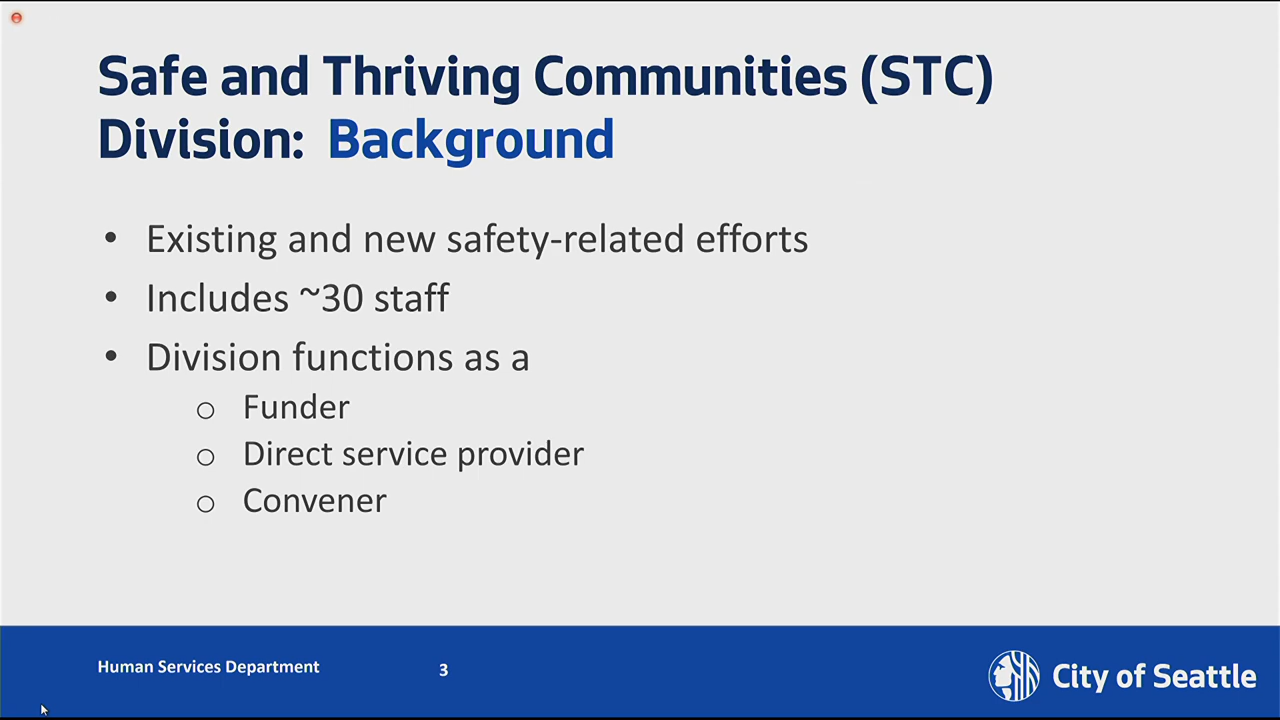 Safe and Thriving Communities (STC)
Division: Background
• Existing and new safety-related efforts
• Includes ~30 staff
• Division functions as a
o Funder
o Direct service provider
o Convener
Human Services Department
3
City of Seattle